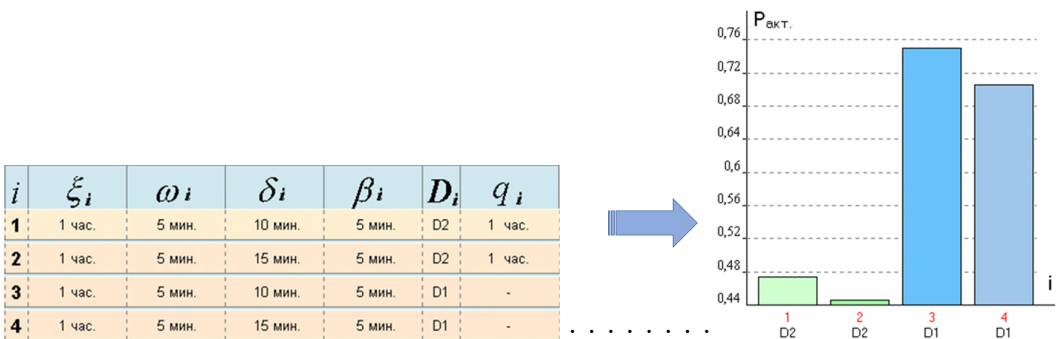 i ξi ωi δi βi Di qi
1 1 час. 5 мин. 10 мин. 5 мин. D2 1 час.
2 1 час. 5 мин. 15 мин. 5 мин. D2 1 час.
3 1 час. 5 мин. 10 мин. 5 мин. D1 -
4 1 час. 5 мин. 15 мин. 5 мин. D1 -
. . . . . . . . .
Pакт.
0,76
0,72
0,68
0,64
0,6
0,56
0,52
0,48
0,44
i
1 2 3 4
D2 D2 D1 D1